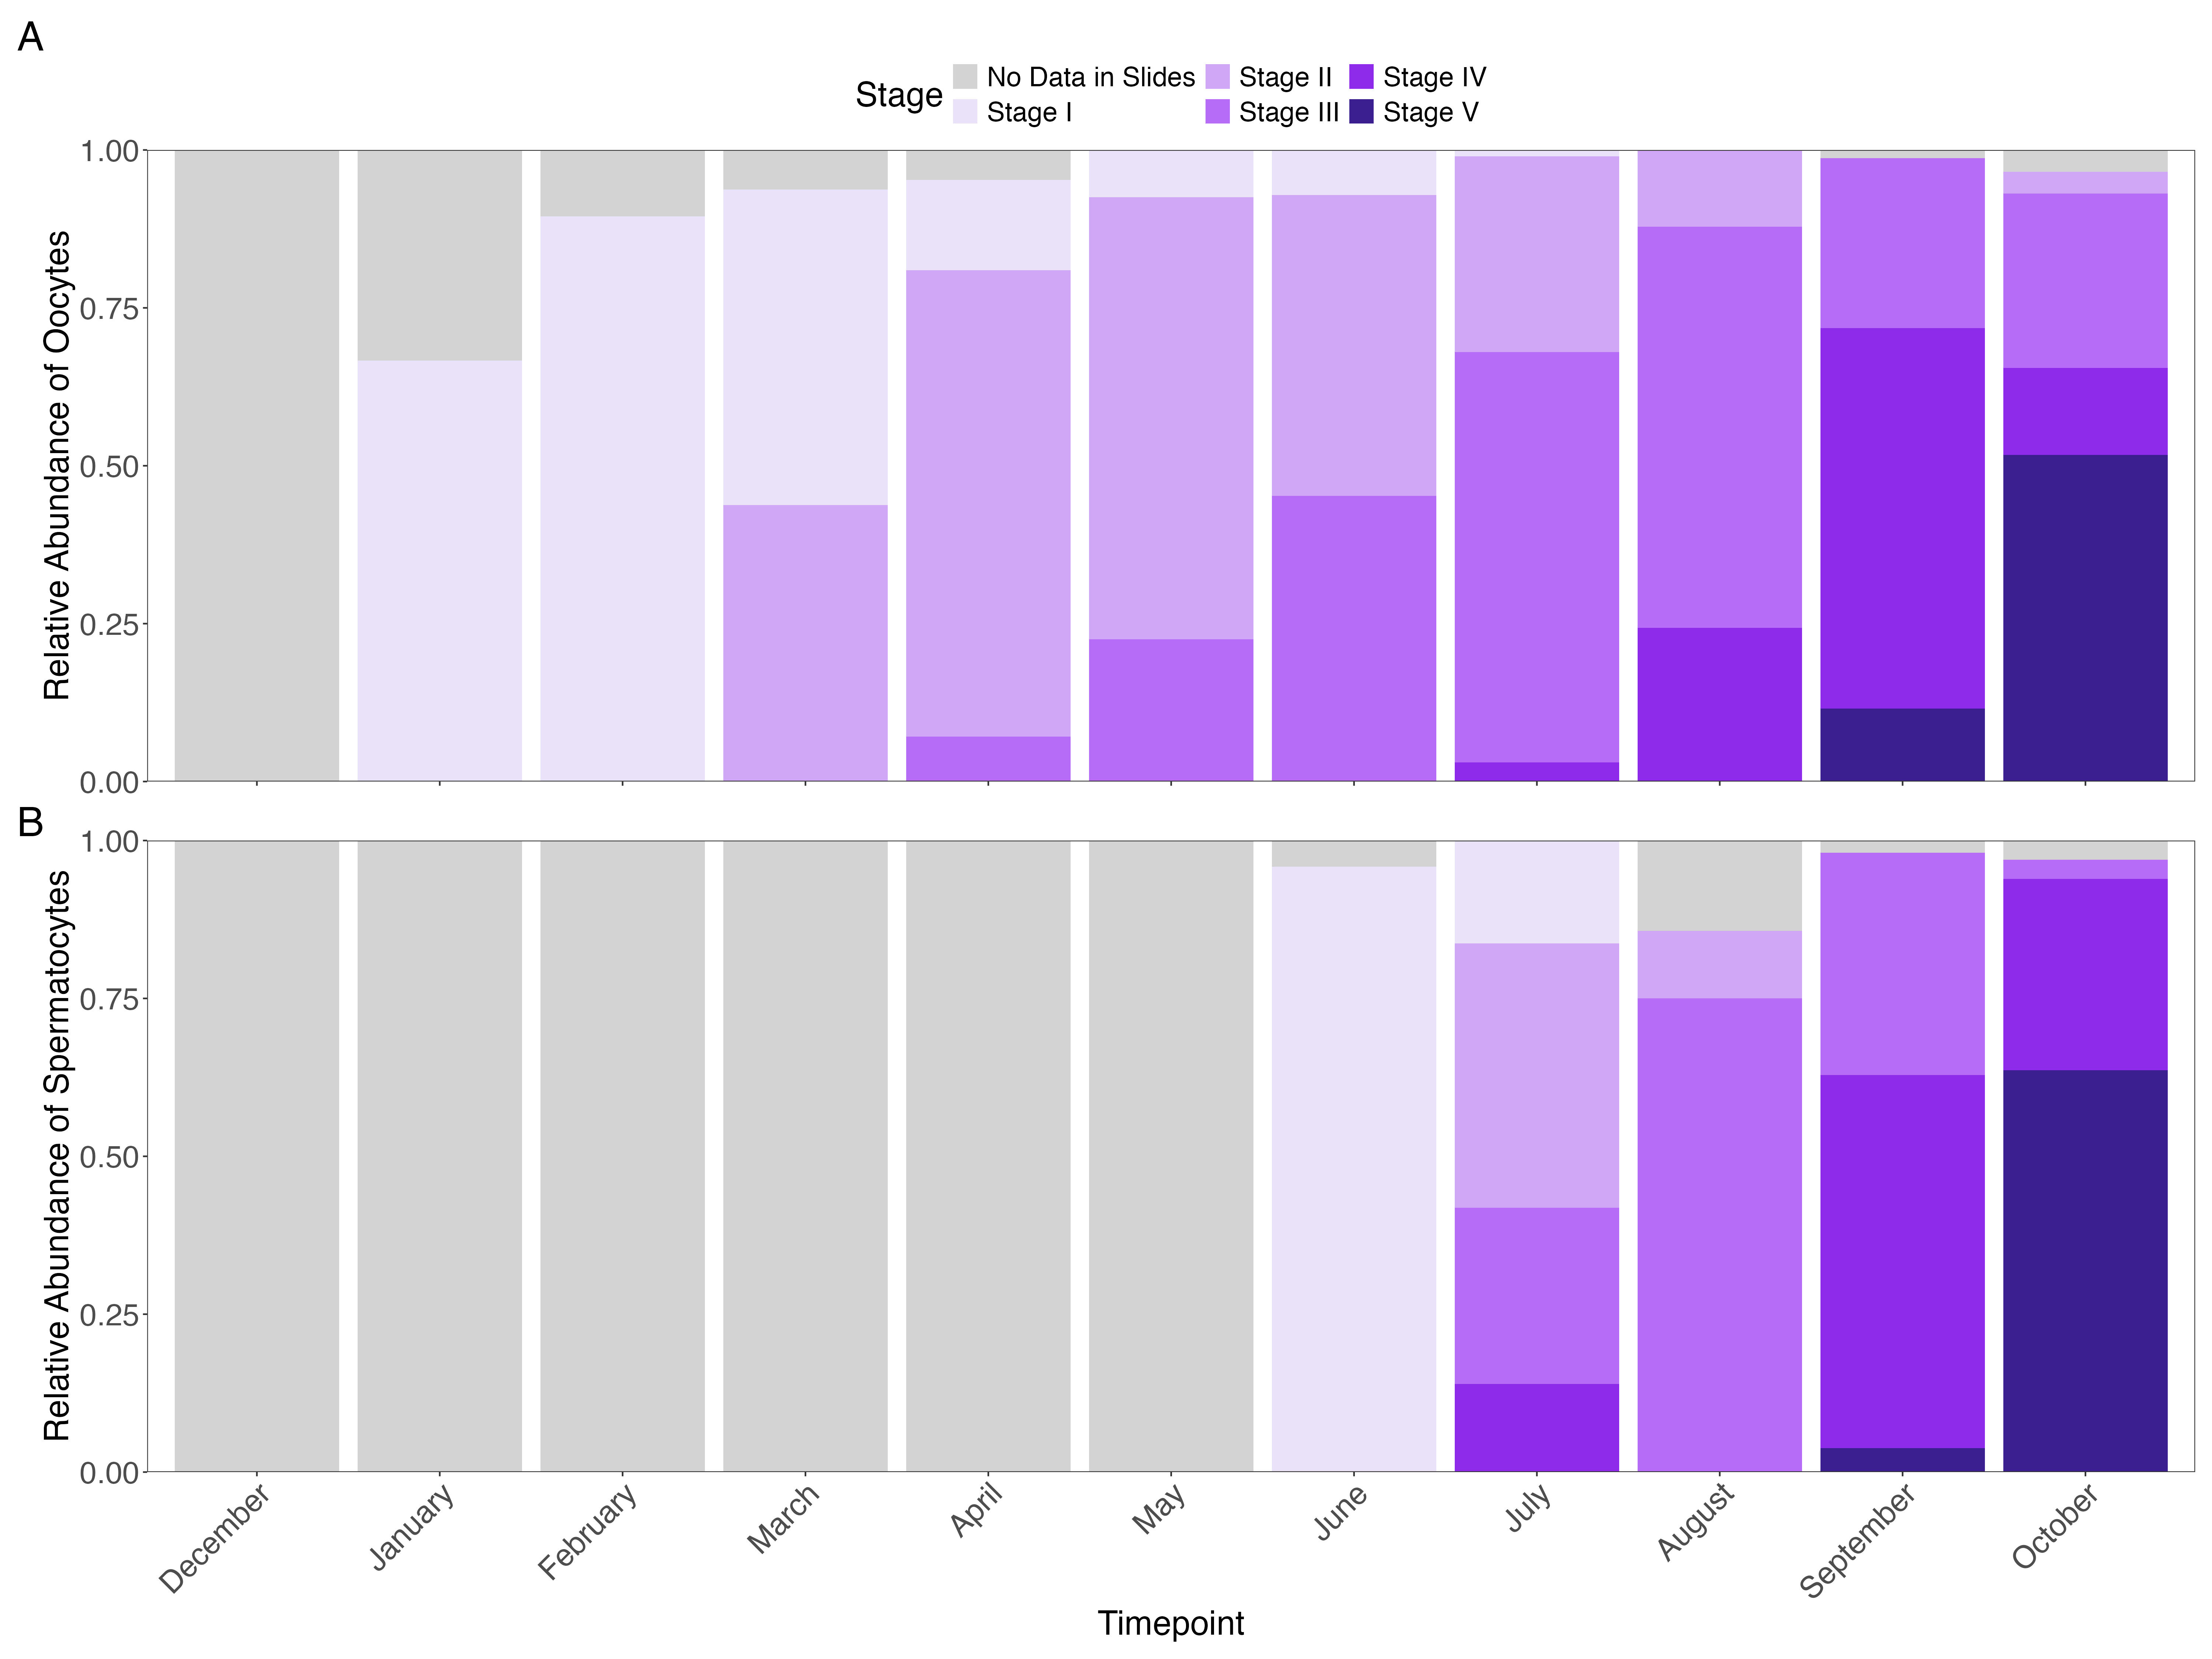 A
Stage
No Data in Slides Stage II Stage IV
Stage I Stage III Stage V
Relative Abundance of Oocytes
1.00
0.75
0.50
0.25
0.00
B
Relative Abundance of Spermatocytes
1.00
0.75
0.50
0.25
0.00
December January February March April May June July August September October
Timepoint